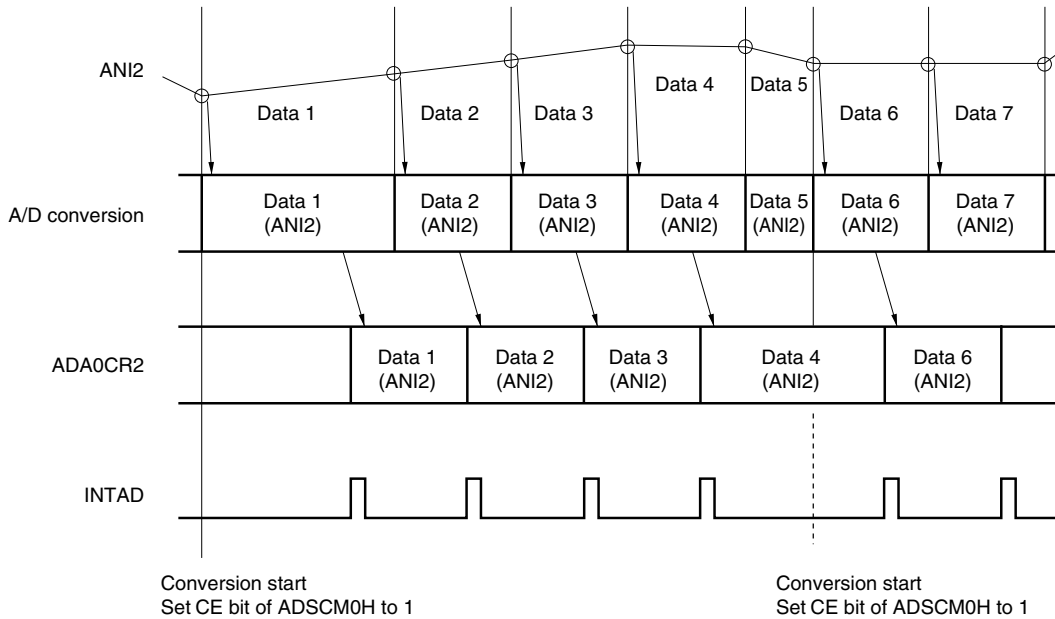 ANI2
Data 1
Data 2
Data 3
Data 4
Data 5
Data 6
Data 7
A/D conversion
Data 1
(ANI2)
Data 2
(ANI2)
Data 3
(ANI2)
Data 4
(ANI2)
Data 5
(ANI2)
Data 6
(ANI2)
Data 7
(ANI2)
ADA0CR2
Data 1
(ANI2)
Data 2
(ANI2)
Data 3
(ANI2)
Data 4
(ANI2)
Data 6
(ANI2)
INTAD
Conversion start
Set CE bit of ADSCM0H to 1
Conversion start
Set CE bit of ADSCM0H to 1